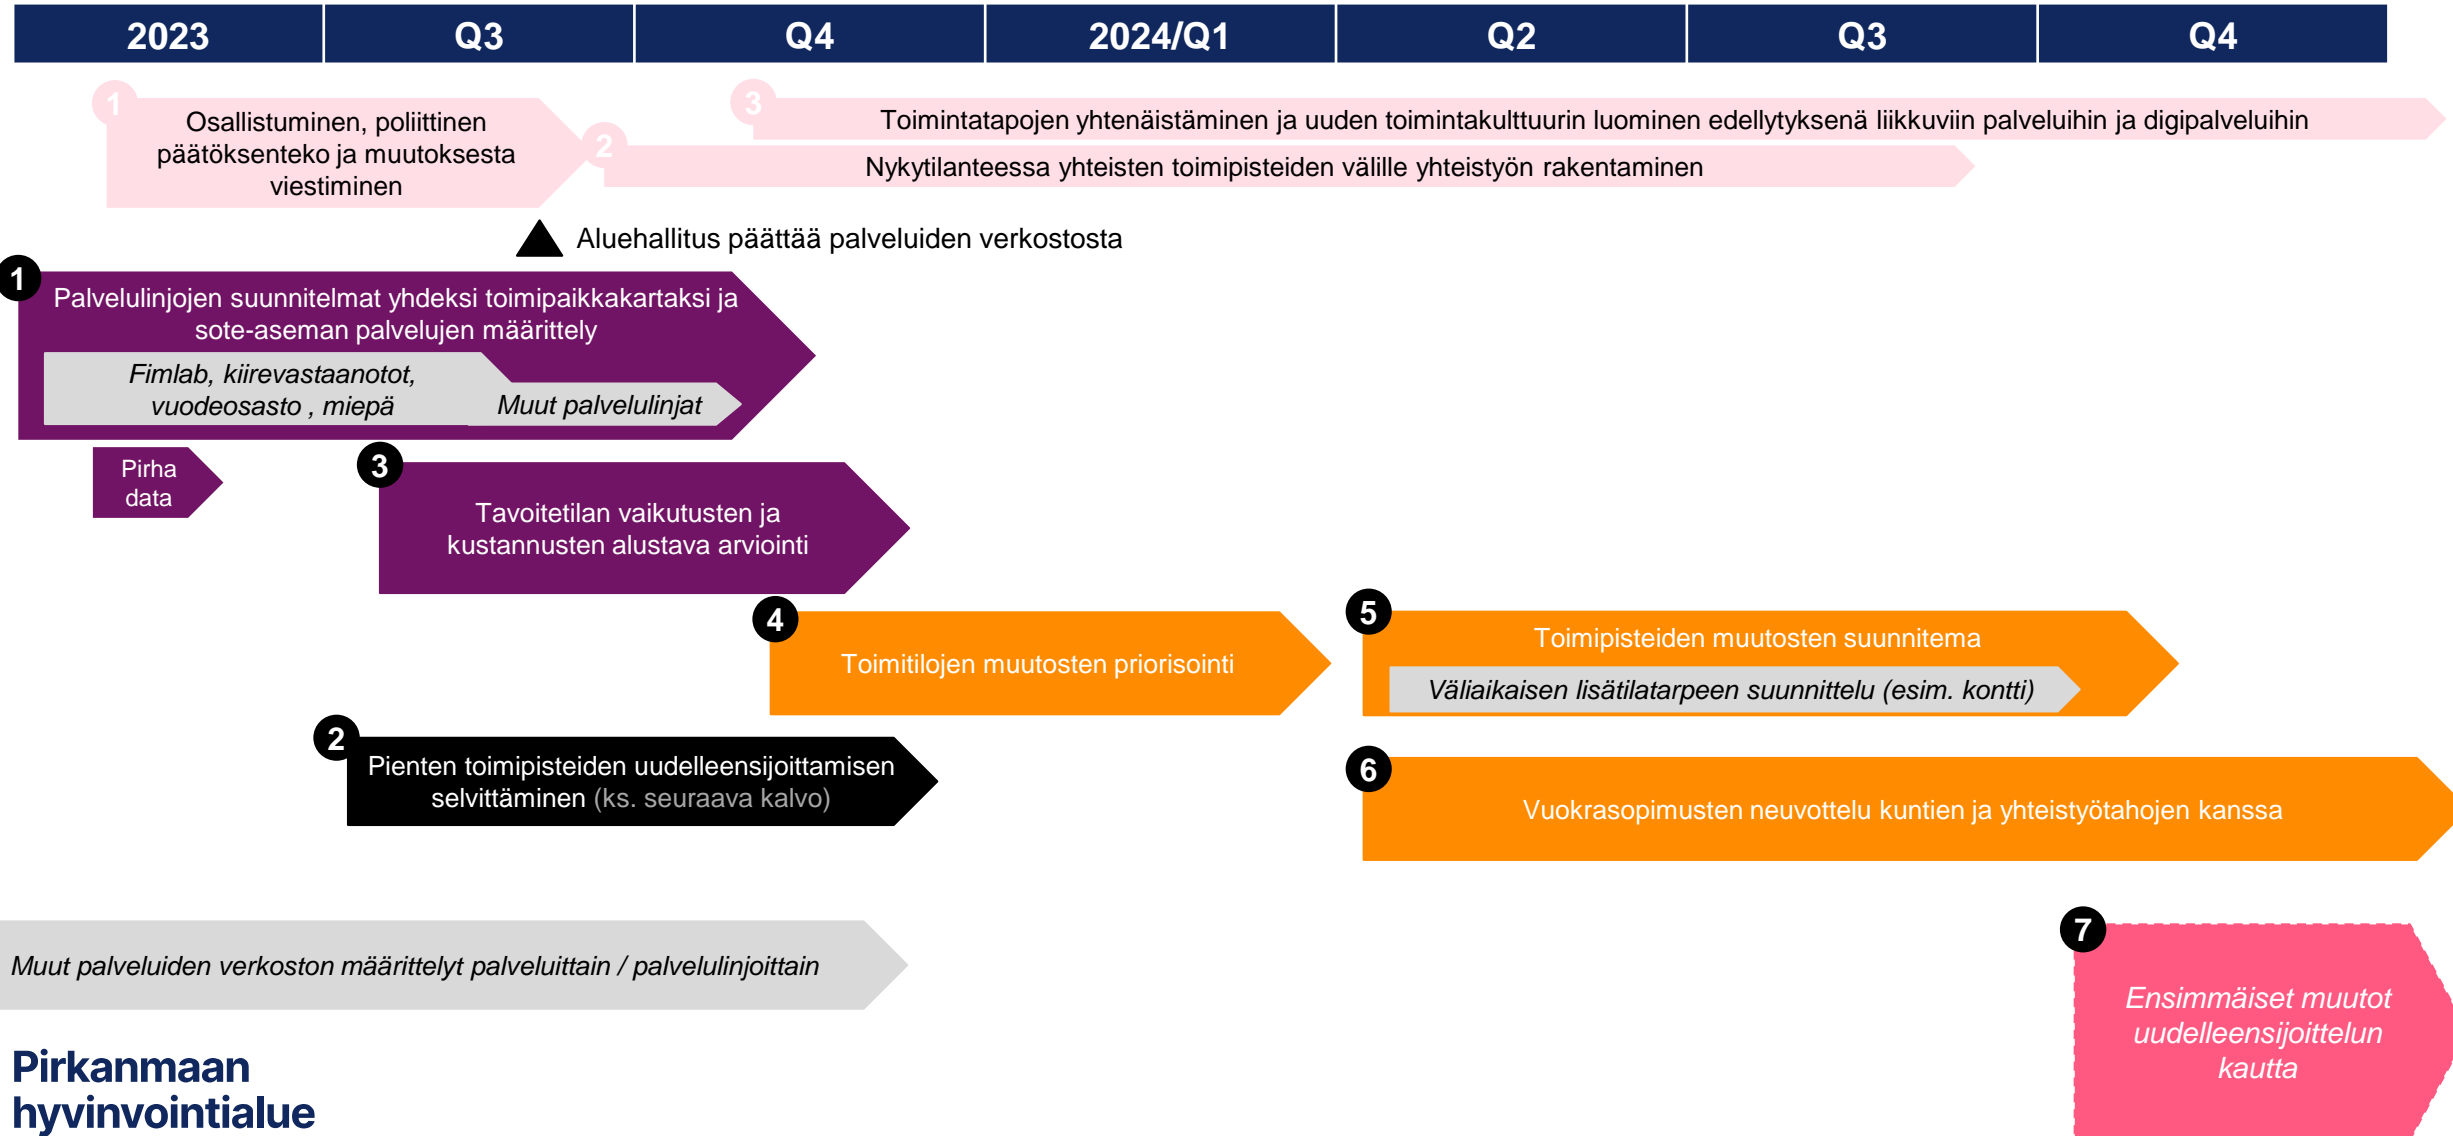 2023 Q3 Q4 2024/Q1 Q2 Q3 Q4
1
Osallistuminen, poliittinen
päätöksenteko ja muutoksesta
viestiminen
3
Toimintatapojen yhtenäistäminen ja uuden toimintakulttuurin luominen edellytyksenä liikkuviin palveluihin ja digipalveluihin
2
Nykytilanteessa yhteisten toimipisteiden välille yhteistyön rakentaminen
Aluehallitus päättää palveluiden verkostosta
1
Palvelulinjojen suunnitelmat yhdeksi toimipaikkakartaksi ja
sote-aseman palvelujen määrittely
Fimlab, kiirevastaanotot,
vuodeosasto , miepä
Muut palvelulinjat
Pirha
data
3
Tavoitetilan vaikutusten ja
kustannusten alustava arviointi
4
Toimitilojen muutosten priorisointi
5
Toimipisteiden muutosten suunnitema
Väliaikaisen lisätilatarpeen suunnittelu (esim. kontti)
2
Pienten toimipisteiden uudelleensijoittamisen
selvittäminen (ks. seuraava kalvo)
6
Vuokrasopimusten neuvottelu kuntien ja yhteistyötahojen kanssa
Muut palveluiden verkoston määrittelyt palveluittain / palvelulinjoittain
7
Ensimmäiset muutot
uudelleensijoittelun
kautta
Pirkanmaan
hyvinvointialue